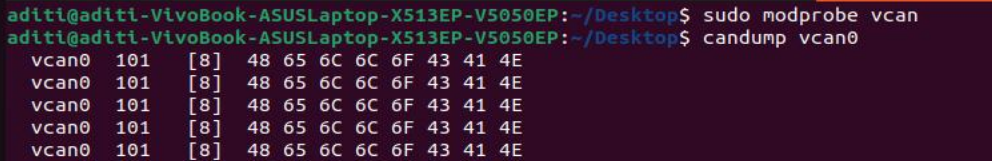 aditi@aditi-VivoBook-ASUSLaptop-X513EP-V5050EP:~/Desktop$ sudo modprobe vcan
aditi@aditi-VivoBook-ASUSLaptop-X513EP-V5050EP:~/Desktop$ candump vcan0
  vcan0  101   [8]  48 65 6C 6C 6F 43 41 4E
  vcan0  101   [8]  48 65 6C 6C 6F 43 41 4E
  vcan0  101   [8]  48 65 6C 6C 6F 43 41 4E
  vcan0  101   [8]  48 65 6C 6C 6F 43 41 4E
  vcan0  101   [8]  48 65 6C 6C 6F 43 41 4E